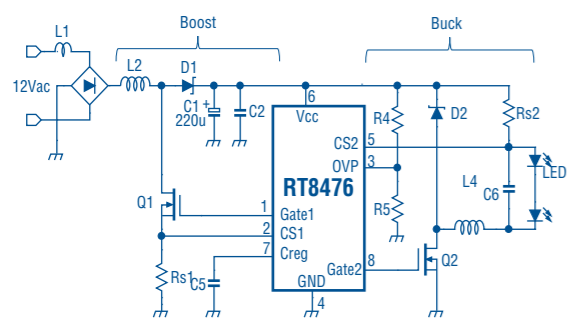 Boost
Buck
L1
12Vac
L2
D1
C1 +
220u
C2
6
Vcc
R4
D2
Rs2
CS2
5
OVP
3
RT8476
LED
L4
C6
R5
Q1
1
Gate1
2
CS1
7
Creg
Gate2
8
Q2
Rs1
C5
GND
4